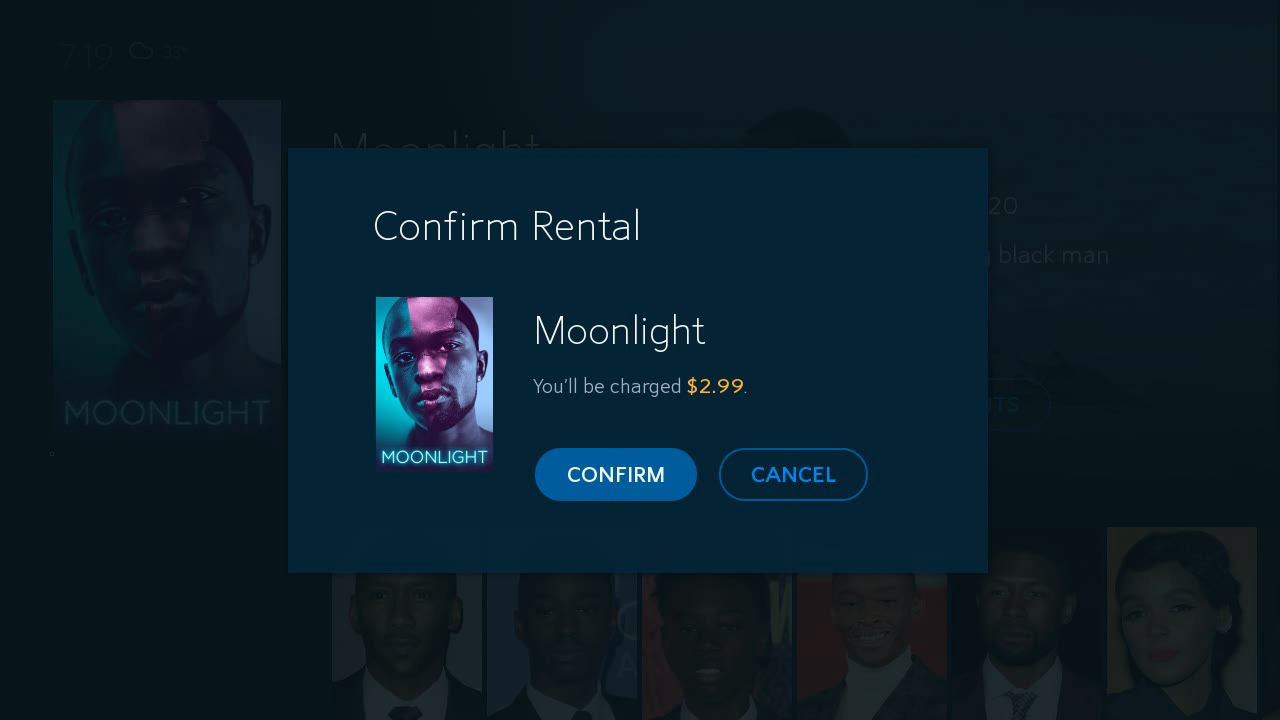 7:19 33°
Moonlight
Confirm Rental
20
black man
Moonlight
You'll be charged $2.99.
MOONLIGHT
MOONLIGHT
CONFIRM CANCEL